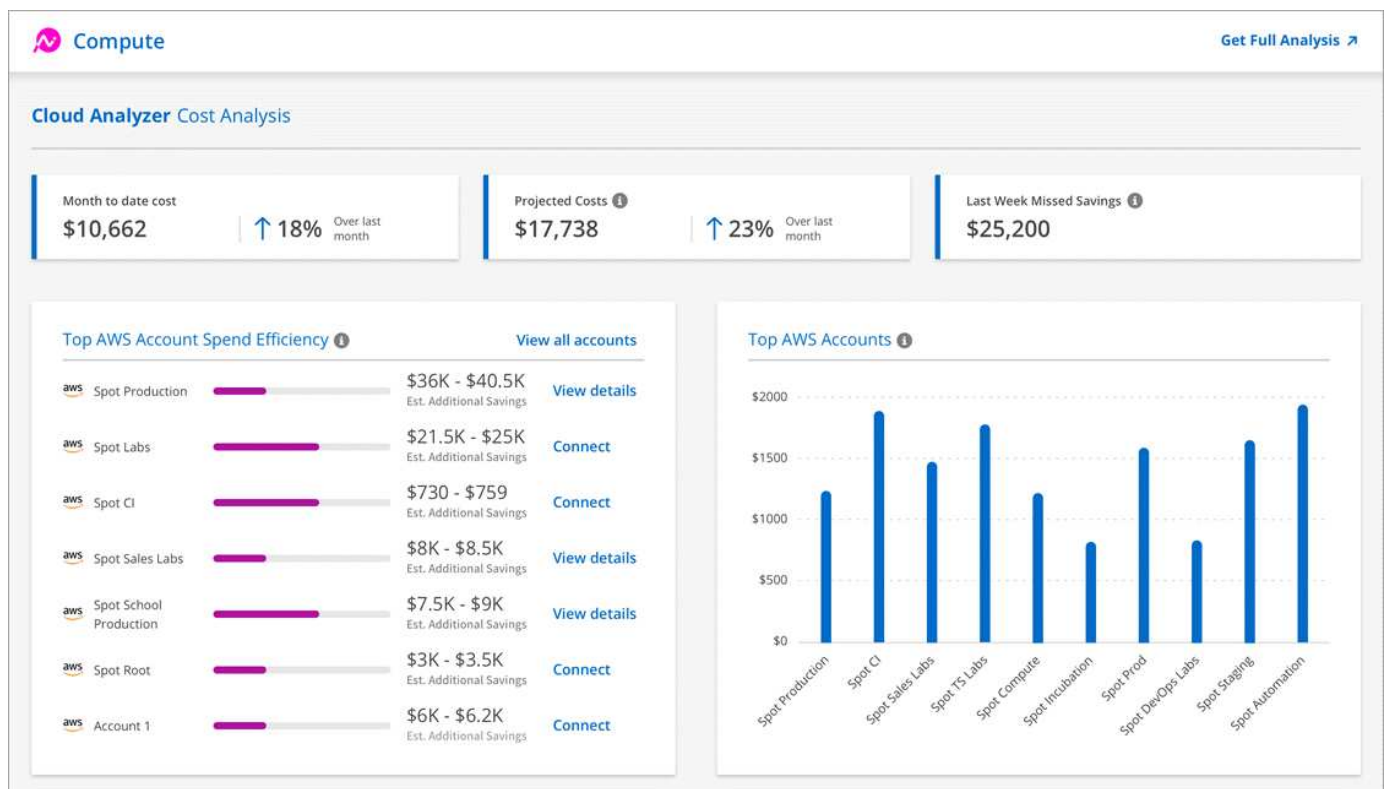 Compute
Get Full Analysis
Cloud Analyzer Cost Analysis
Month to date cost
$10,662
18%
Over last
month
Projected Costs
$17,738
23%
Over last
month
Last Week Missed Savings
$25,200
Top AWS Account Spend Efficiency
View all accounts
aws Spot Production
$36K - $40.5K
Est. Additional Savings
View details
aws Spot Labs
$21.5K - $25K
Est. Additional Savings
Connect
aws Spot CI
$730 - $759
Est. Additional Savings
Connect
aws Spot Sales Labs
$8K - $8.5K
Est. Additional Savings
View details
aws Spot School
Production
$7.5K - $9K
Est. Additional Savings
View details
aws Spot Root
$3K - $3.5K
Est. Additional Savings
Connect
aws Account 1
$6K - $6.2K
Est. Additional Savings
Connect
Top AWS Accounts
$2000
$1500
$1000
$500
$0
Spot Production
Spot CI
Spot Sales Labs
Spot TS Labs
Spot Compute
Spot Incubation
Spot Prod
Spot DevOps Labs
Spot Staging
Spot Automation